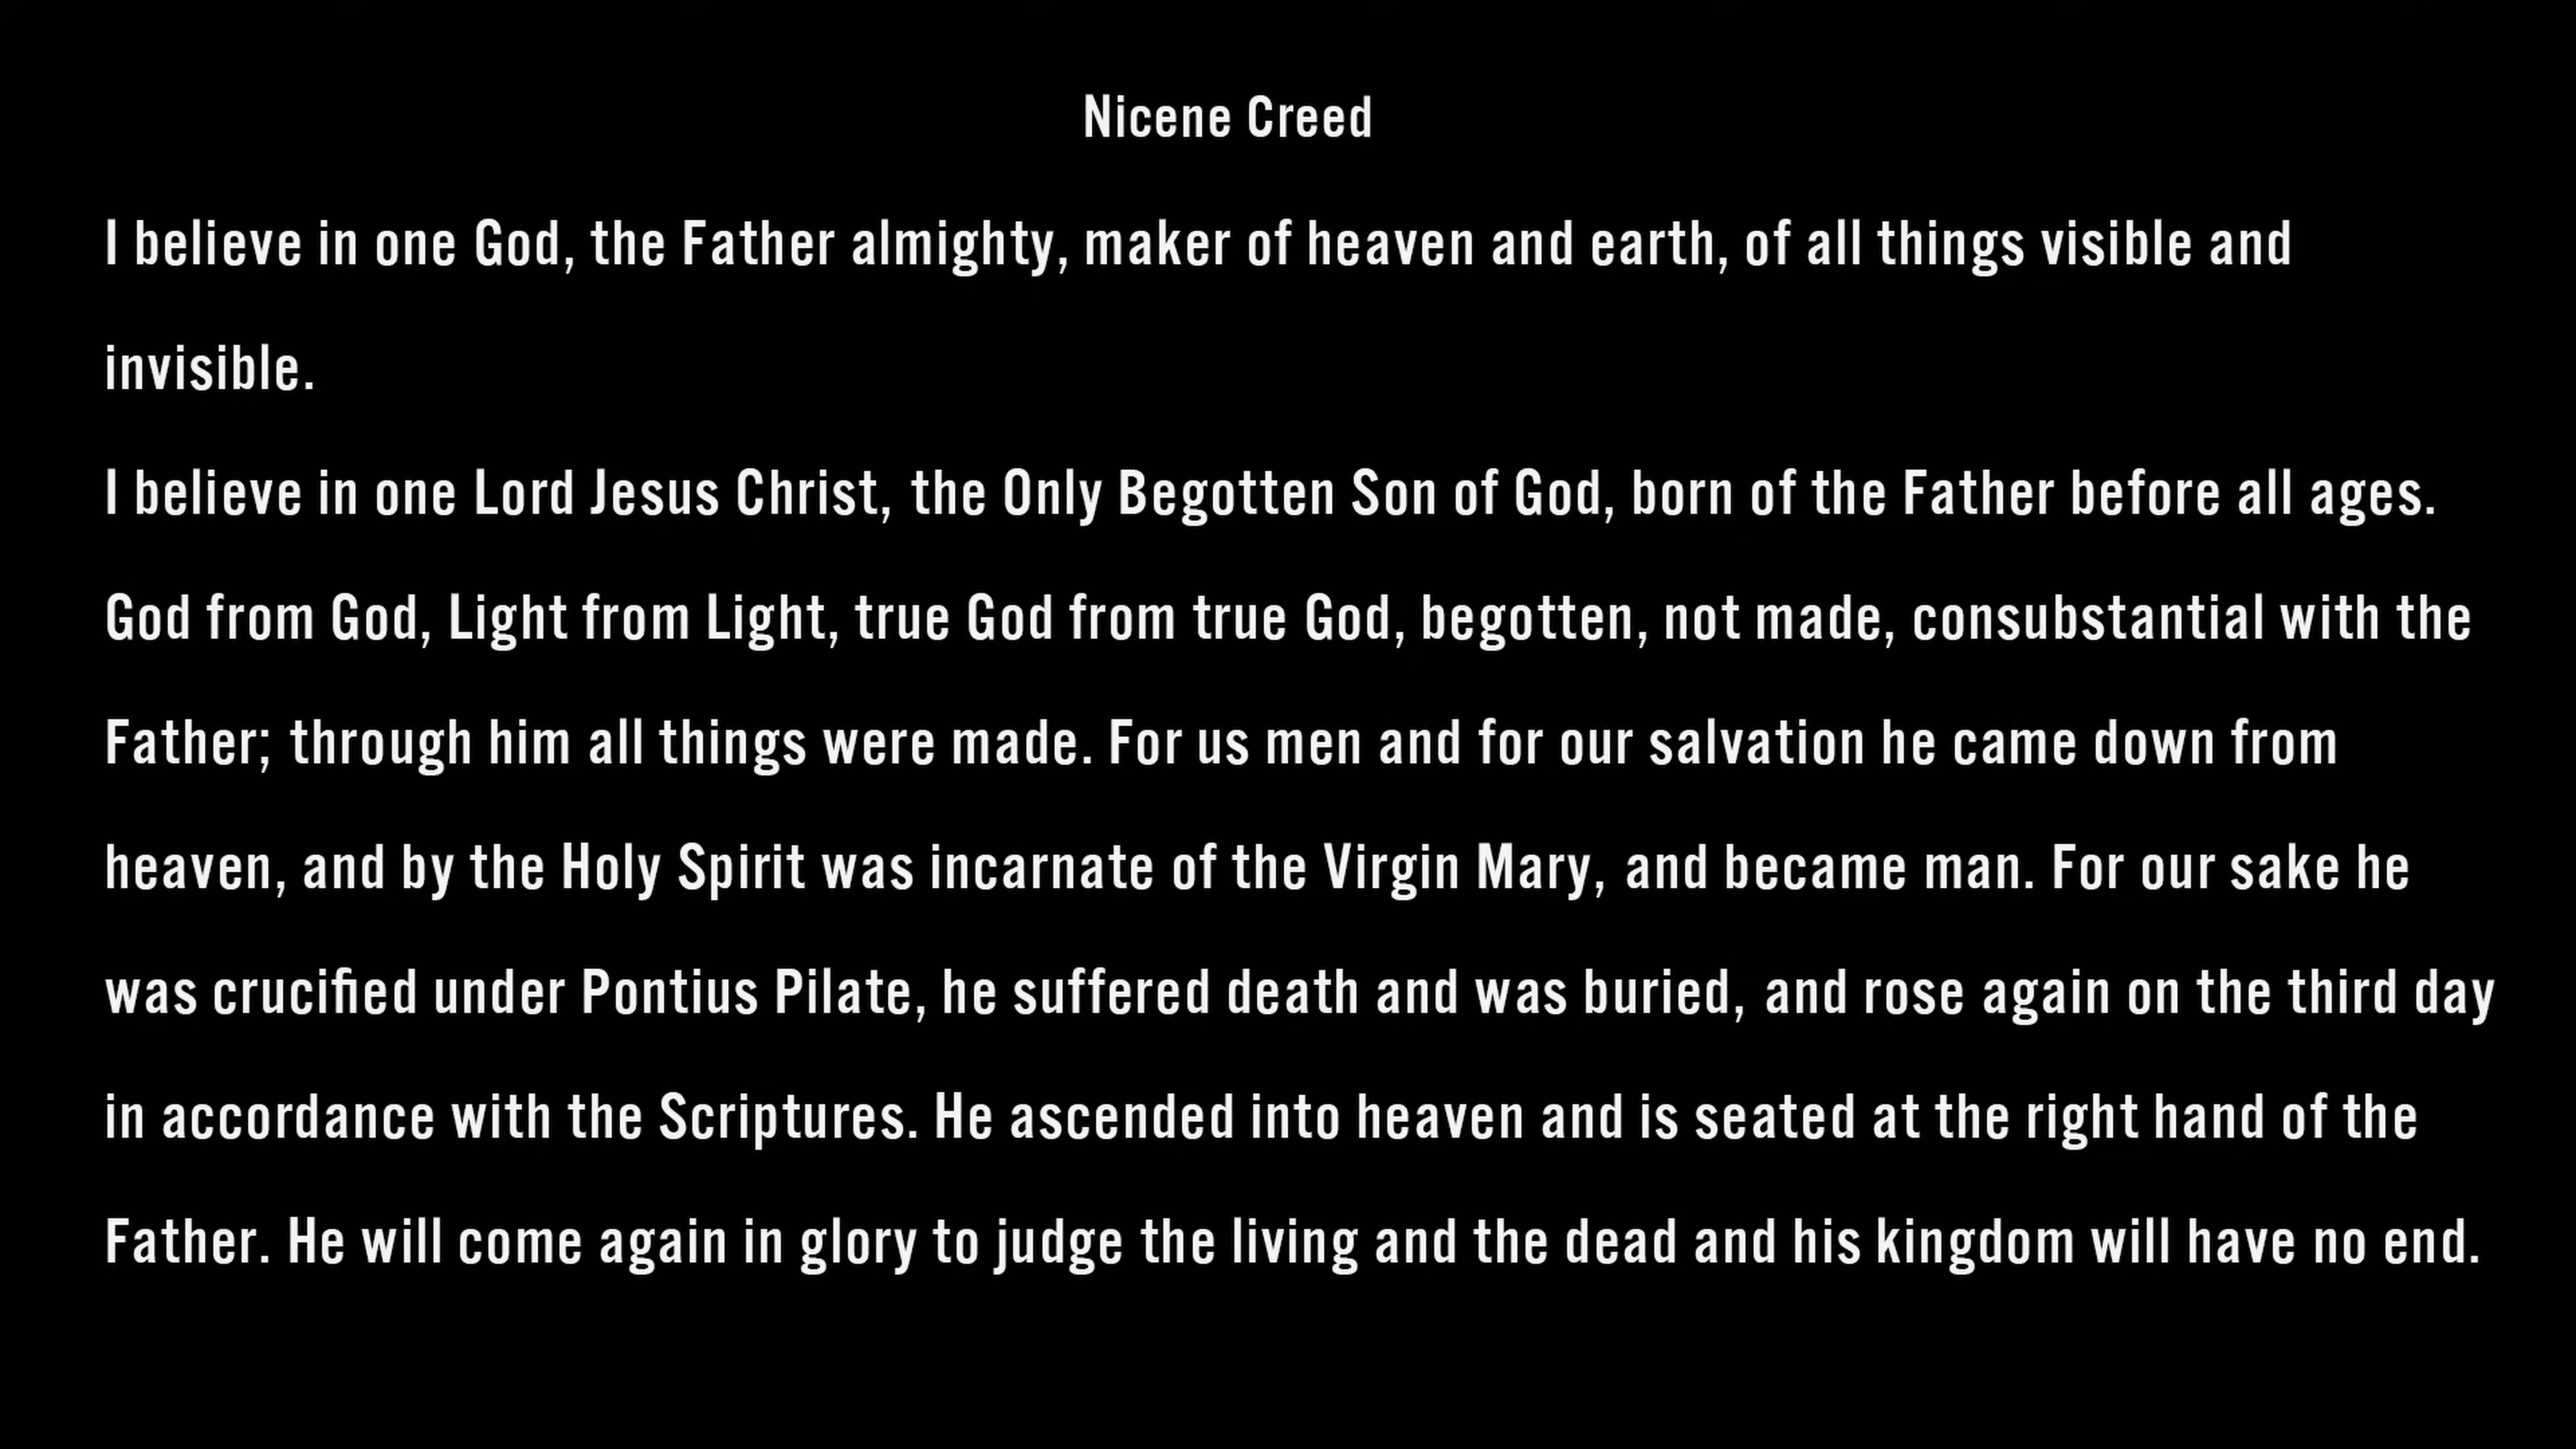 Nicene Creed
I believe in one God, the Father almighty, maker of heaven and earth, of all things visible and
invisible.
I believe in one Lord Jesus Christ, the Only Begotten Son of God, born of the Father before all ages.
God from God, Light from Light, true God from true God, begotten, not made, consubstantial with the
Father; through him all things were made. For us men and for our salvation he came down from
heaven, and by the Holy Spirit was incarnate of the Virgin Mary, and became man. For our sake he
was crucified under Pontius Pilate, he suffered death and was buried, and rose again on the third day
in accordance with the Scriptures. He ascended into heaven and is seated at the right hand of the
Father. He will come again in glory to judge the living and the dead and his kingdom will have no end.